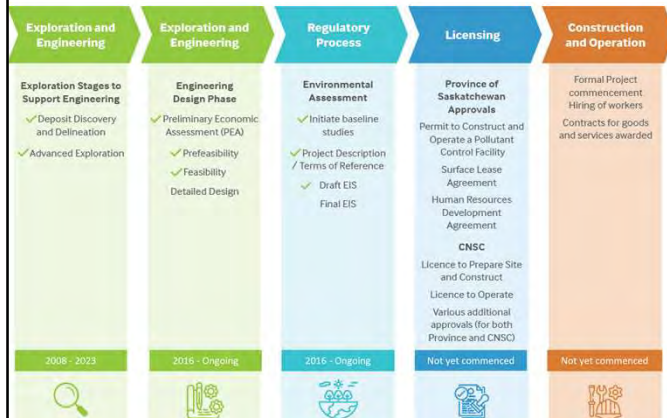 Exploration and
Engineering
Exploration Stages to
Support Engineering
Deposit Discovery
and Delineation
Advanced Exploration
2008 - 2023
Exploration and
Engineering
Engineering
Design Phase
Preliminary Economic
Assessment (PEA)
Prefeasibility
Feasibility
Detailed Design
2016 - Ongoing
Regulatory
Process
Environmental
Assessment
Initiate baseline
studies
Project Description
/ Terms of Reference
Draft EIS
Final EIS
2016 - Ongoing
Licensing
Province of
Saskatchewan
Approvals
Permit to Construct and
Operate a Pollutant
Control Facility
Surface Lease
Agreement
Human Resources
Development
Agreement
CNSC
Licence to Prepare Site
and Construct
Licence to Operate
Various additional
approvals (for both
Province and CNSC)
Not yet commenced
Construction
and Operation
Formal Project
commencement
Hiring of workers
Contracts for goods
and services awarded
Not yet commenced